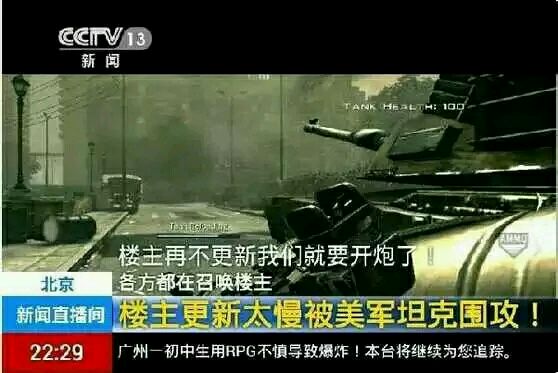 CCTV 13
新闻
TANK HEALTH: 100
Tank Reloading
楼主再不更新我们就要开炮了！
AMMO
各方都在召唤楼主
北京
新闻直播间
楼主更新太慢被美军坦克围攻！
22:29
广州一初中生用RPG不慎导致爆炸！本台将继续为您追踪。